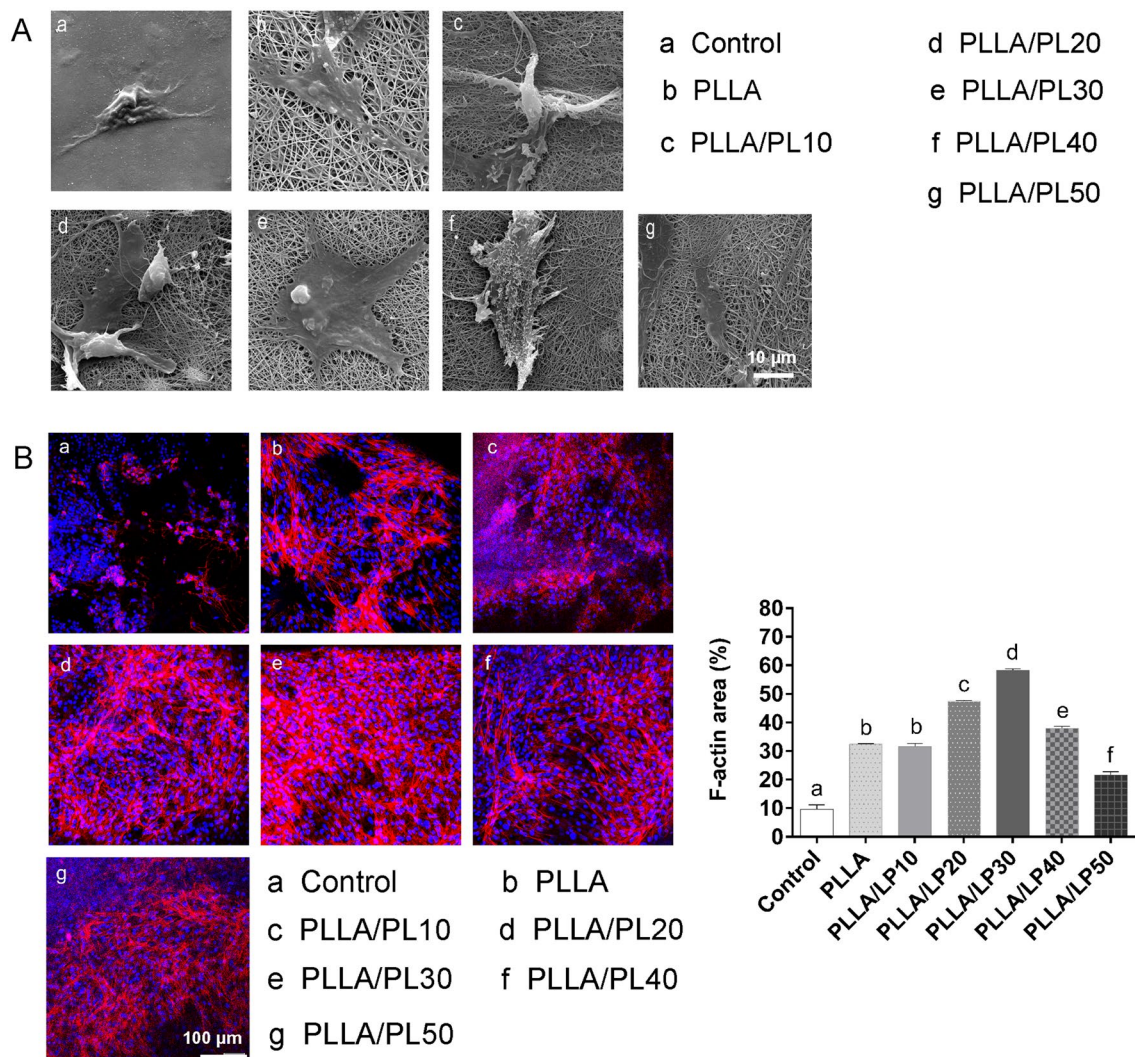 A
a
c
d
e
f
g
10 µm
a Control
d PLLA/PL20
b PLLA
e PLLA/PL30
c PLLA/PL10
f PLLA/PL40
g PLLA/PL50
B
a
b
c
d
e
f
g
100 µm
a Control
b PLLA
c PLLA/PL10
d PLLA/PL20
e PLLA/PL30
f PLLA/PL40
g PLLA/PL50
F-actin area (%)
80
70
60
50
40
30
20
10
0
a
b
b
c
d
e
f
Control
PLLA
PLLA/LP10
PLLA/LP20
PLLA/LP30
PLLA/LP40
PLLA/LP50